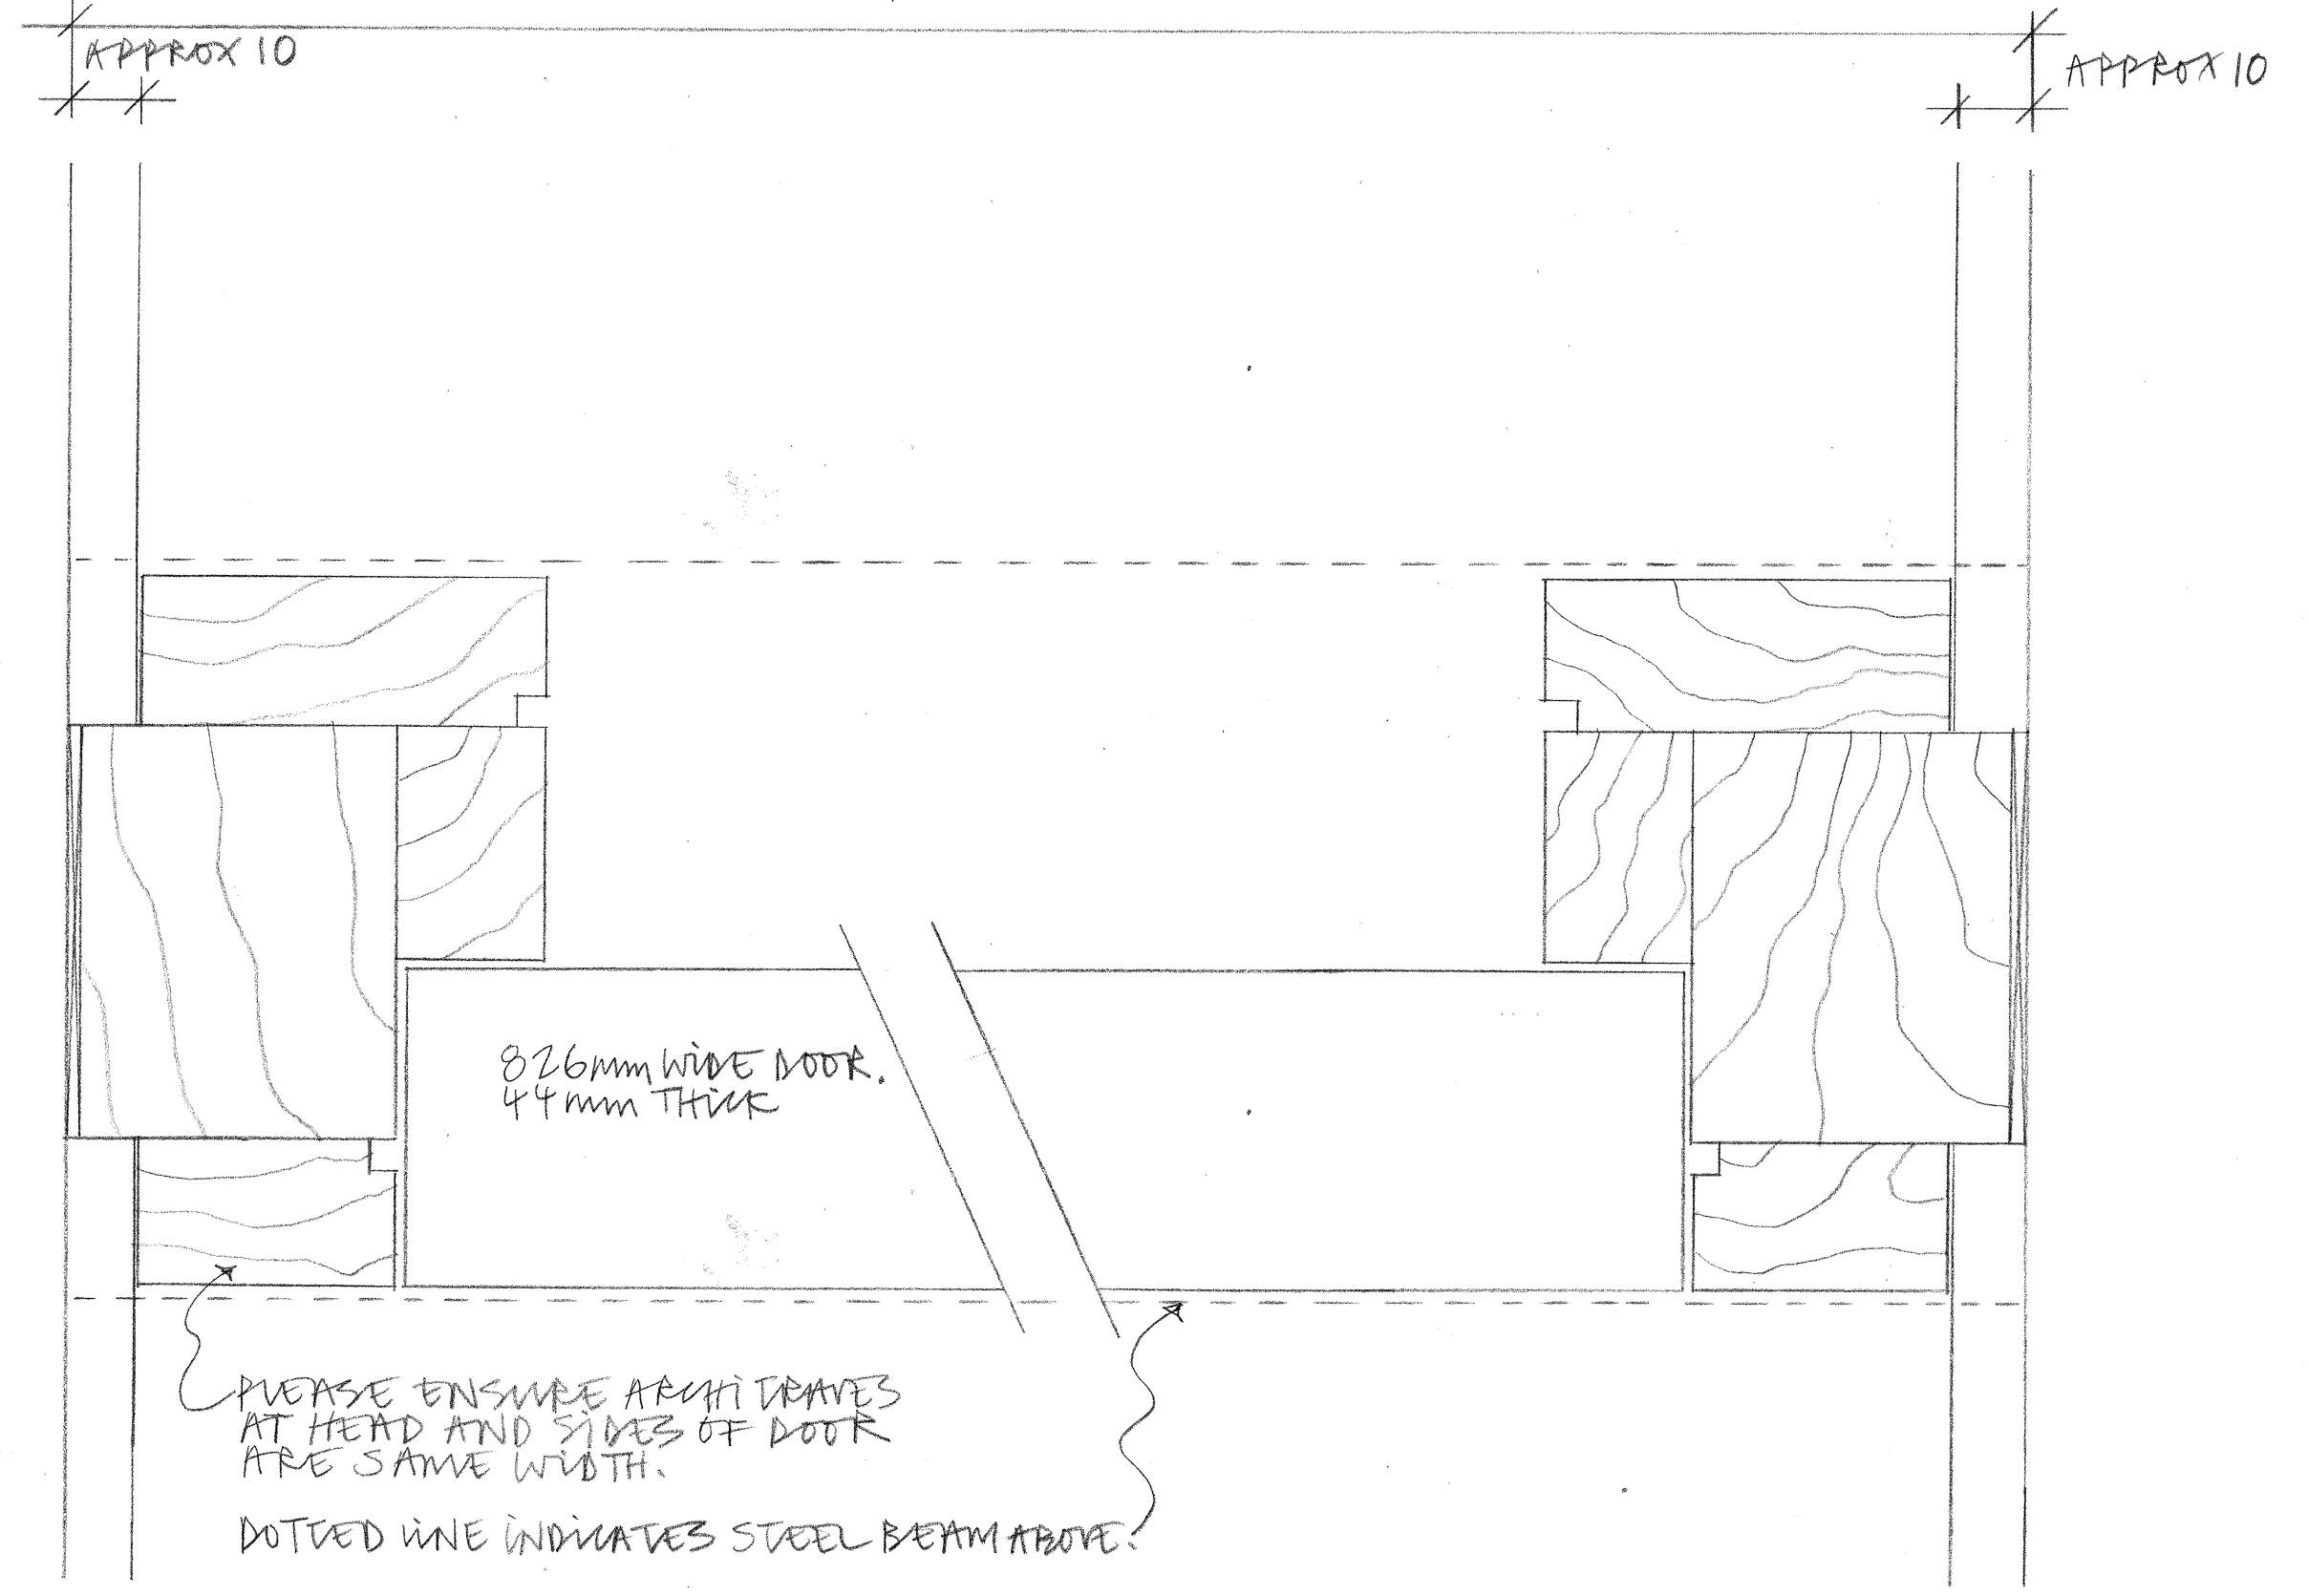 APPROX 10
APPROX 10
826mm WIDE DOOR.
44mm THICK
PLEASE ENSURE ARCHITRAVES
AT HEAD AND SIDES OF DOOR
ARE SAME WIDTH.
DOTTED LINE INDICATES STEEL BEAM ABOVE.